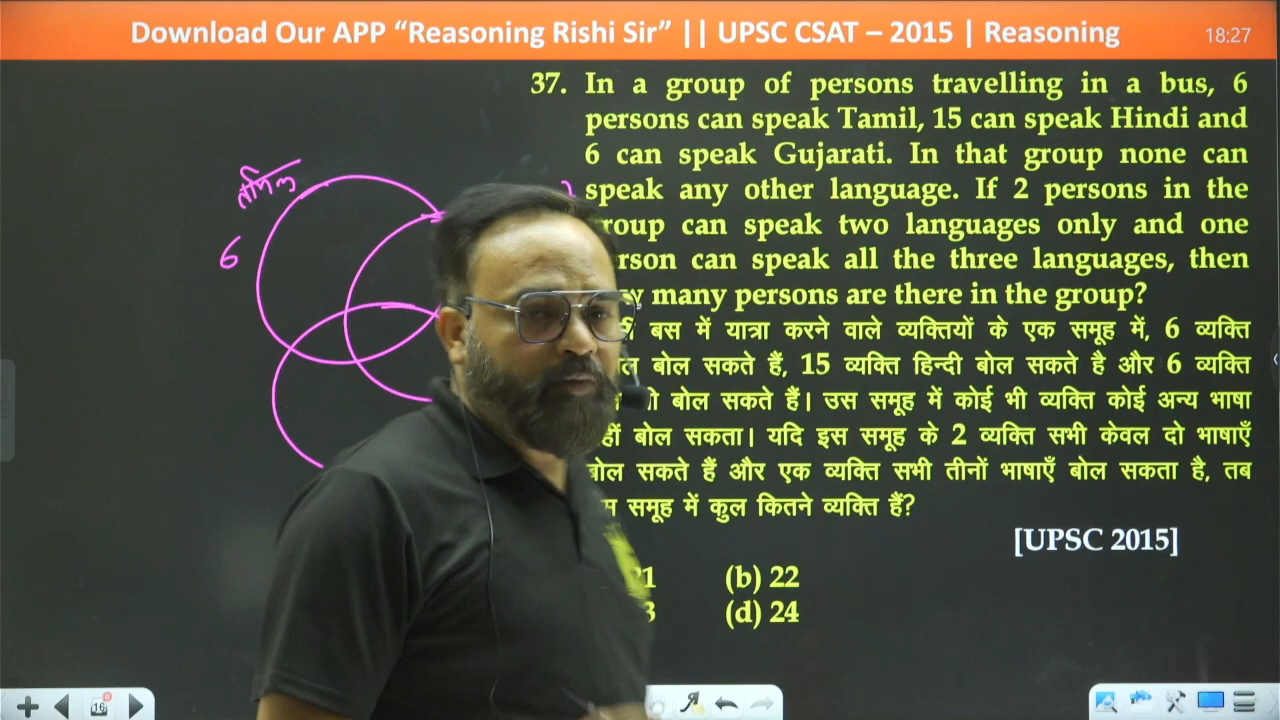 Download Our APP “Reasoning Rishi Sir” || UPSC CSAT – 2015 | Reasoning
18:27
37. In a group of persons travelling in a bus, 6
persons can speak Tamil, 15 can speak Hindi and
6 can speak Gujarati. In that group none can
speak any other language. If 2 persons in the
roup can speak two languages only and one
rson can speak all the three languages, then
many persons are there in the group?
बस में यात्रा करने वाले व्यक्तियों के एक समूह में, 6 व्यक्ति
बोल सकते हैं, 15 व्यक्ति हिन्दी बोल सकते है और 6 व्यक्ति
बोल सकते हैं। उस समूह में कोई भी व्यक्ति कोई अन्य भाषा
बोल सकता। यदि इस समूह के 2 व्यक्ति सभी केवल दो भाषाएँ
बोल सकते हैं और एक व्यक्ति सभी तीनों भाषाएँ बोल सकता है, तब
समूह में कुल कितने व्यक्ति हैं?
[UPSC 2015]
1 (b) 22
3 (d) 24
तमिल
6
16